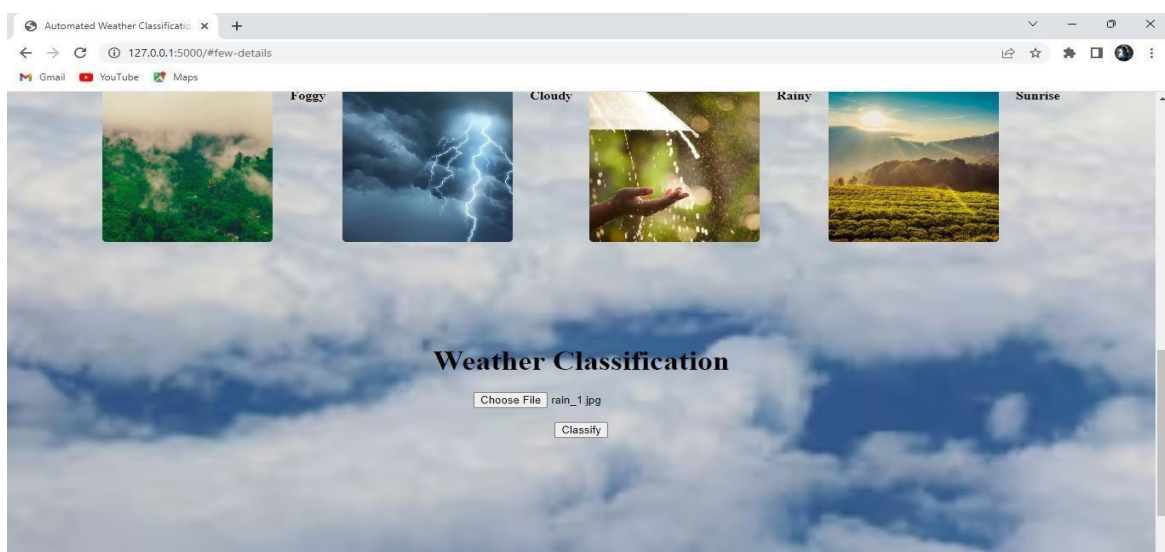 Automated Weather Classificatio
127.0.0.1:5000/#few-details
Gmail YouTube Maps
Foggy Cloudy Rainy Sunrise
Weather Classification
Choose File rain_1.jpg
Classify